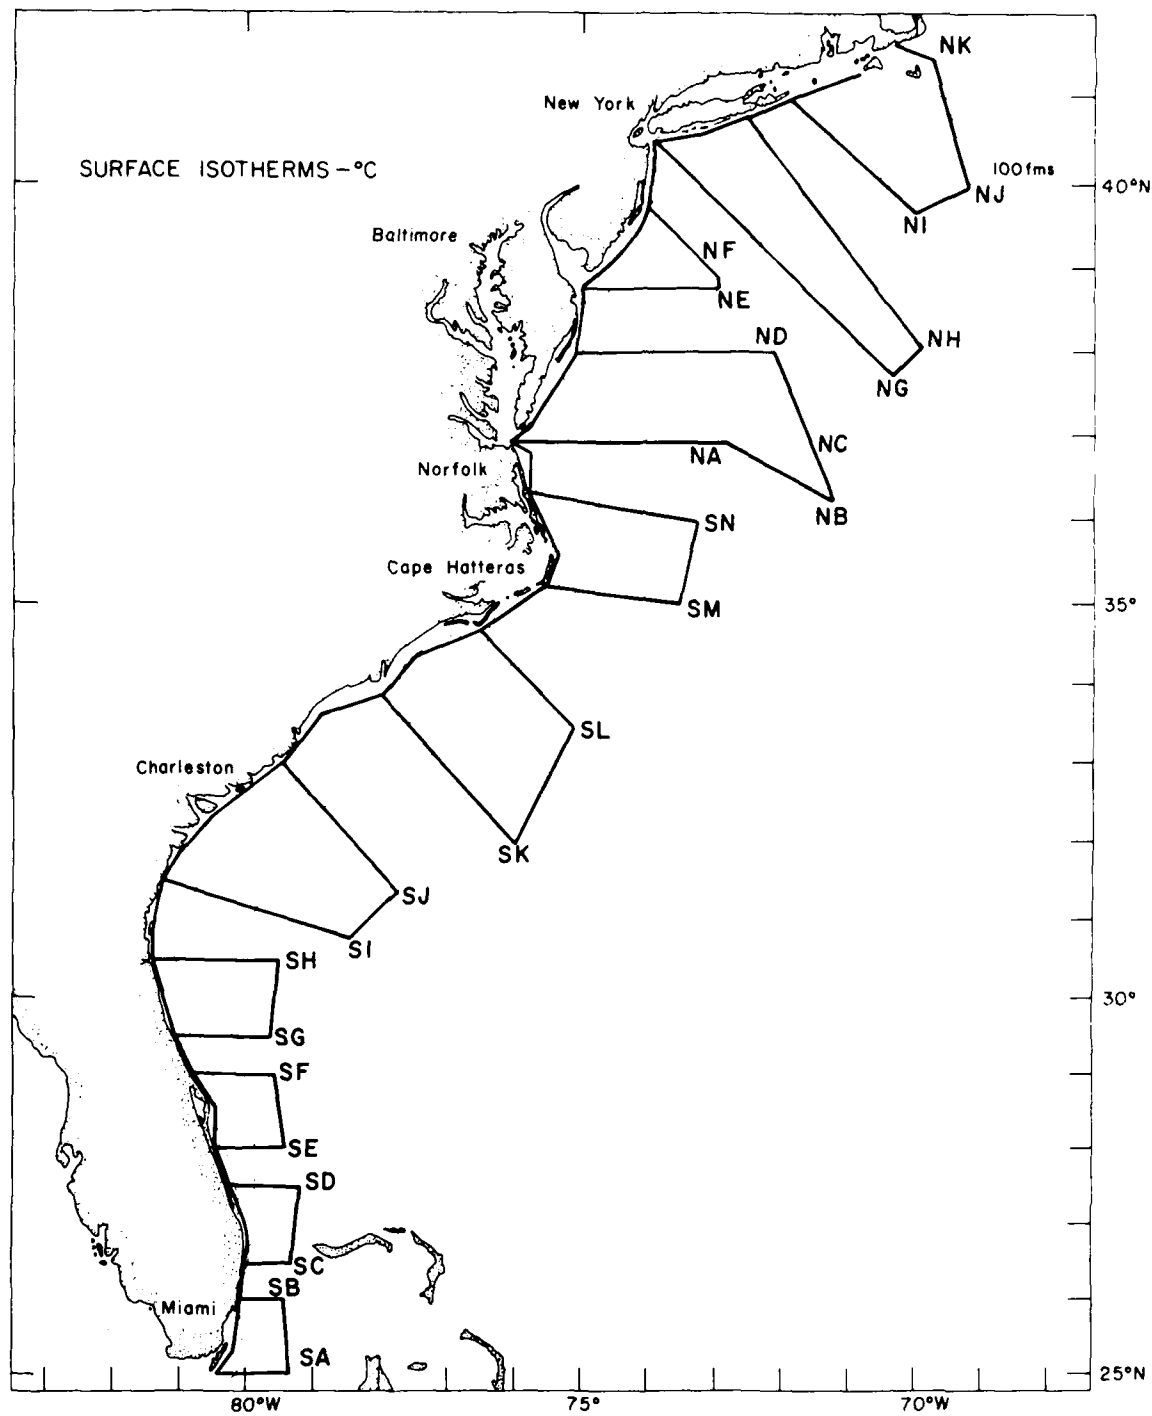 NK
New York
SURFACE ISOTHERMS-°C
100fms
NJ
40°N
NI
Baltimore
NF
NE
ND
NH
NG
NC
NA
Norfolk
NB
SN
Cape Hatteras
SM
35°
SL
Charleston
SK
SJ
SI
SH
30°
SG
SF
SE
SD
SC
SB
Miami
SA
25°N
80°W
75°
70°W